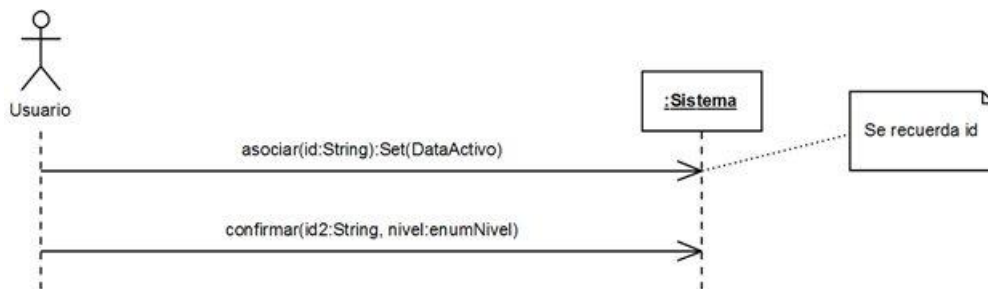 Usuario
:Sistema
Se recuerda id
asociar(id:String):Set(DataActivo)
confirmar(id2:String, nivel:enumNivel)